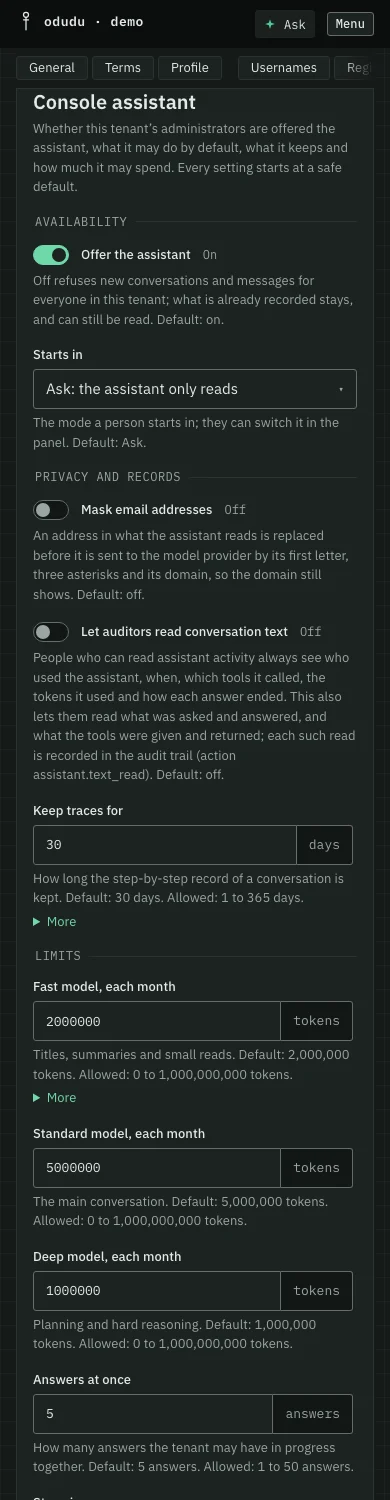 odudu · demo
Ask
Menu
General
Terms
Profile
Usernames
Console assistant
Whether this tenant's administrators are offered the
assistant, what it may do by default, what it keeps and
how much it may spend. Every setting starts at a safe
default.
AVAILABILITY
Offer the assistant On
Off refuses new conversations and messages for
everyone in this tenant; what is already recorded stays,
and can still be read. Default: on.
Starts in
Ask: the assistant only reads
The mode a person starts in; they can switch it in the
panel. Default: Ask.
PRIVACY AND RECORDS
Mask email addresses Off
An address in what the assistant reads is replaced
before it is sent to the model provider by its first letter,
three asterisks and its domain, so the domain still
shows. Default: off.
Let auditors read conversation text Off
People who can read assistant activity always see who
used the assistant, when, which tools it called, the
tokens it used and how each answer ended. This also
lets them read what was asked and answered, and
what the tools were given and returned; each such read
is recorded in the audit trail (action
assistant.text_read). Default: off.
Keep traces for
30 days
How long the step-by-step record of a conversation is
kept. Default: 30 days. Allowed: 1 to 365 days.
More
LIMITS
Fast model, each month
2000000 tokens
Titles, summaries and small reads. Default: 2,000,000
tokens. Allowed: 0 to 1,000,000,000 tokens.
More
Standard model, each month
5000000 tokens
The main conversation. Default: 5,000,000 tokens.
Allowed: 0 to 1,000,000,000 tokens.
Deep model, each month
1000000 tokens
Planning and hard reasoning. Default: 1,000,000
tokens. Allowed: 0 to 1,000,000,000 tokens.
Answers at once
5 answers
How many answers the tenant may have in progress
together. Default: 5 answers. Allowed: 1 to 50 answers.